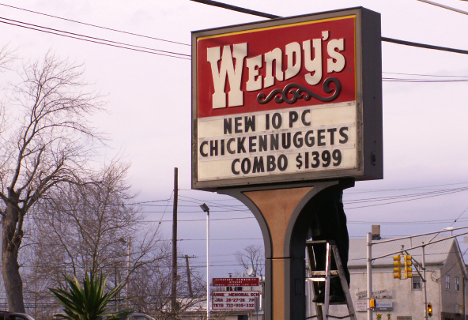 WENDY'S
NEW 10 PC
CHICKENNUGGETS
COMBO $1399